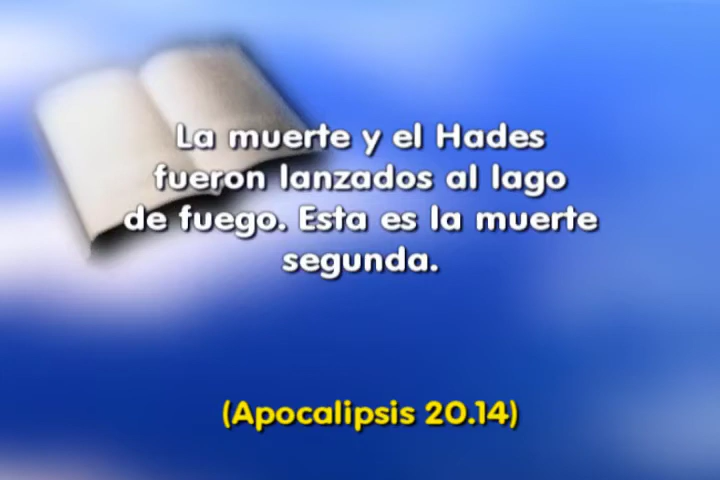 La muerte y el Hades
fueron lanzados al lago
de fuego. Esta es la muerte
segunda.
(Apocalipsis 20.14)